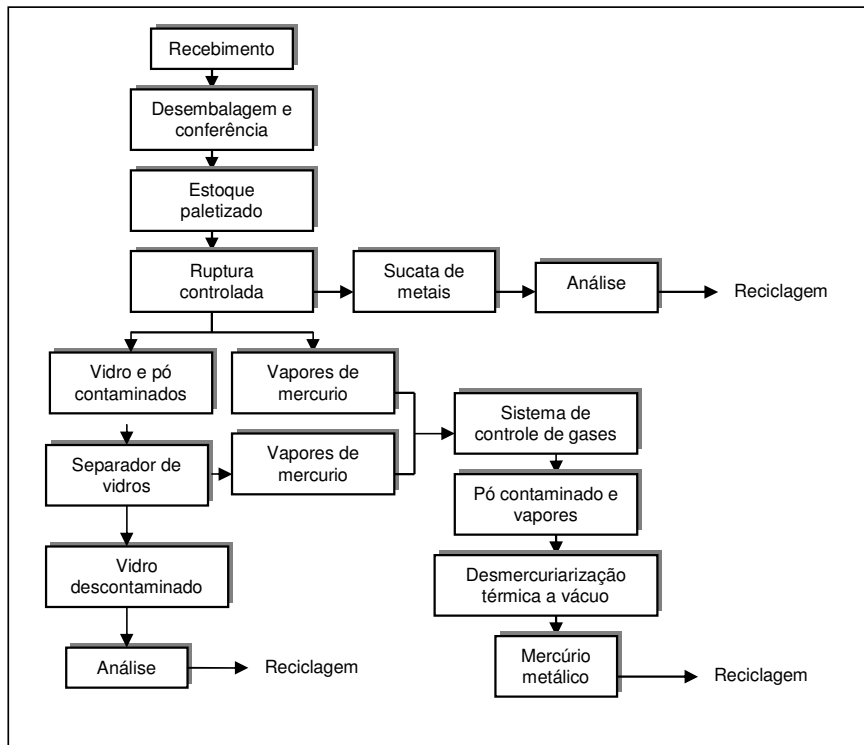 Recebimento
Desembalagem e
conferência
Estoque
paletizado
Ruptura
controlada
Sucata de
metais
Análise
Reciclagem
Vidro e pó
contaminados
Vapores de
mercurio
Sistema de
controle de gases
Separador de
vidros
Vapores de
mercurio
Pó contaminado e
vapores
Vidro
descontaminado
Desmercuriarização
térmica a vácuo
Análise
Reciclagem
Mercúrio
metálico
Reciclagem